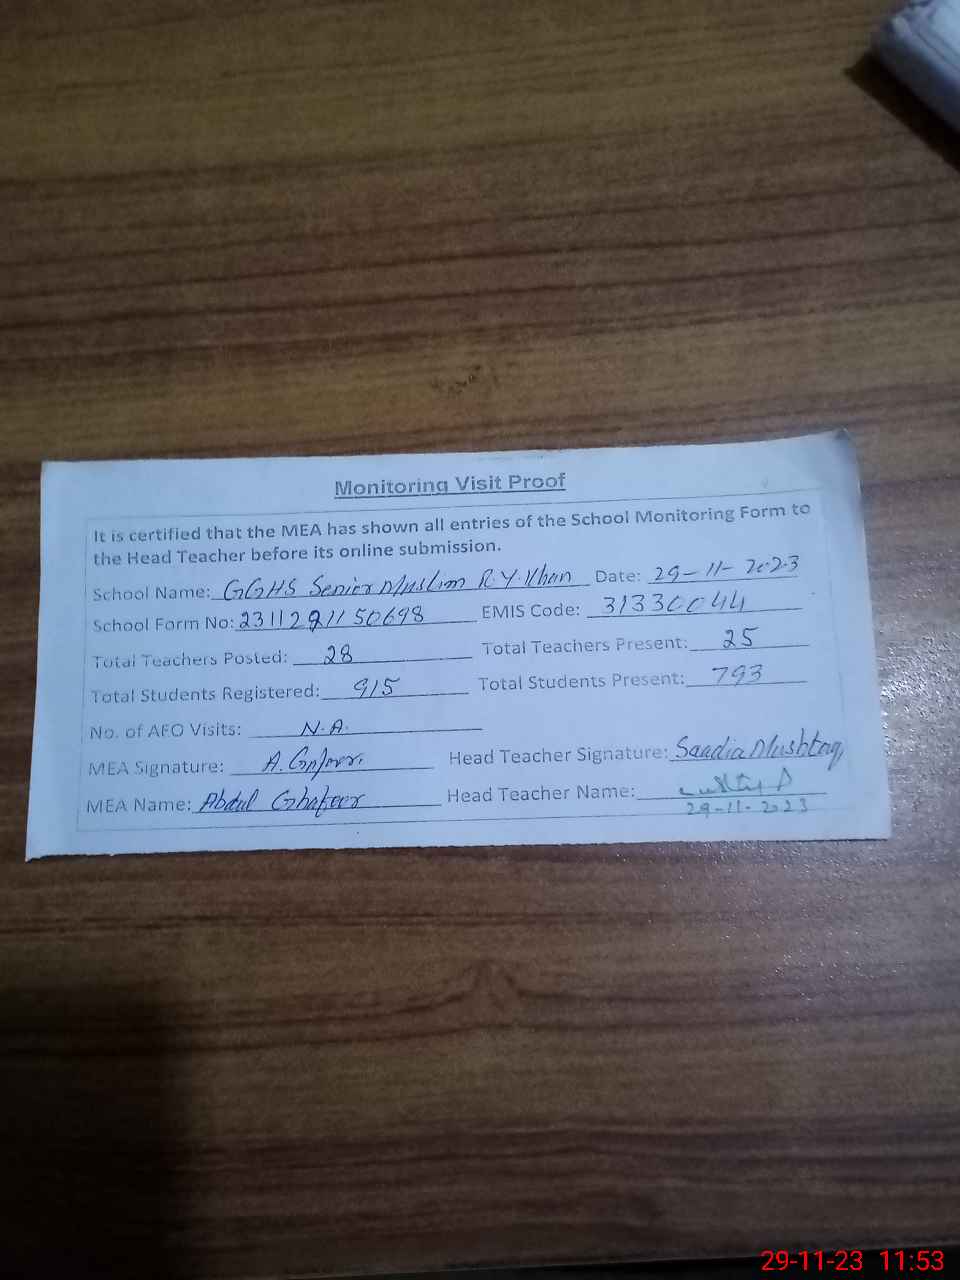 Monitoring Visit Proof
It is certified that the MEA has shown all entries of the School Monitoring Form to
the Head Teacher before its online submission.
School Name: GGHS Senior Muslim R.Y.Khan Date: 29-11-2023
School Form No: 2311291150698 EMIS Code: 31330044
Total Teachers Posted: 28 Total Teachers Present: 25
Total Students Registered: 915 Total Students Present: 793
No. of AEO Visits: N.A.
MEA Signature: A. Gafoor. Head Teacher Signature: Saadia Mushtaq
MEA Name: Abdul Ghafoor Head Teacher Name:
29-11-2023
29-11-23 11:53